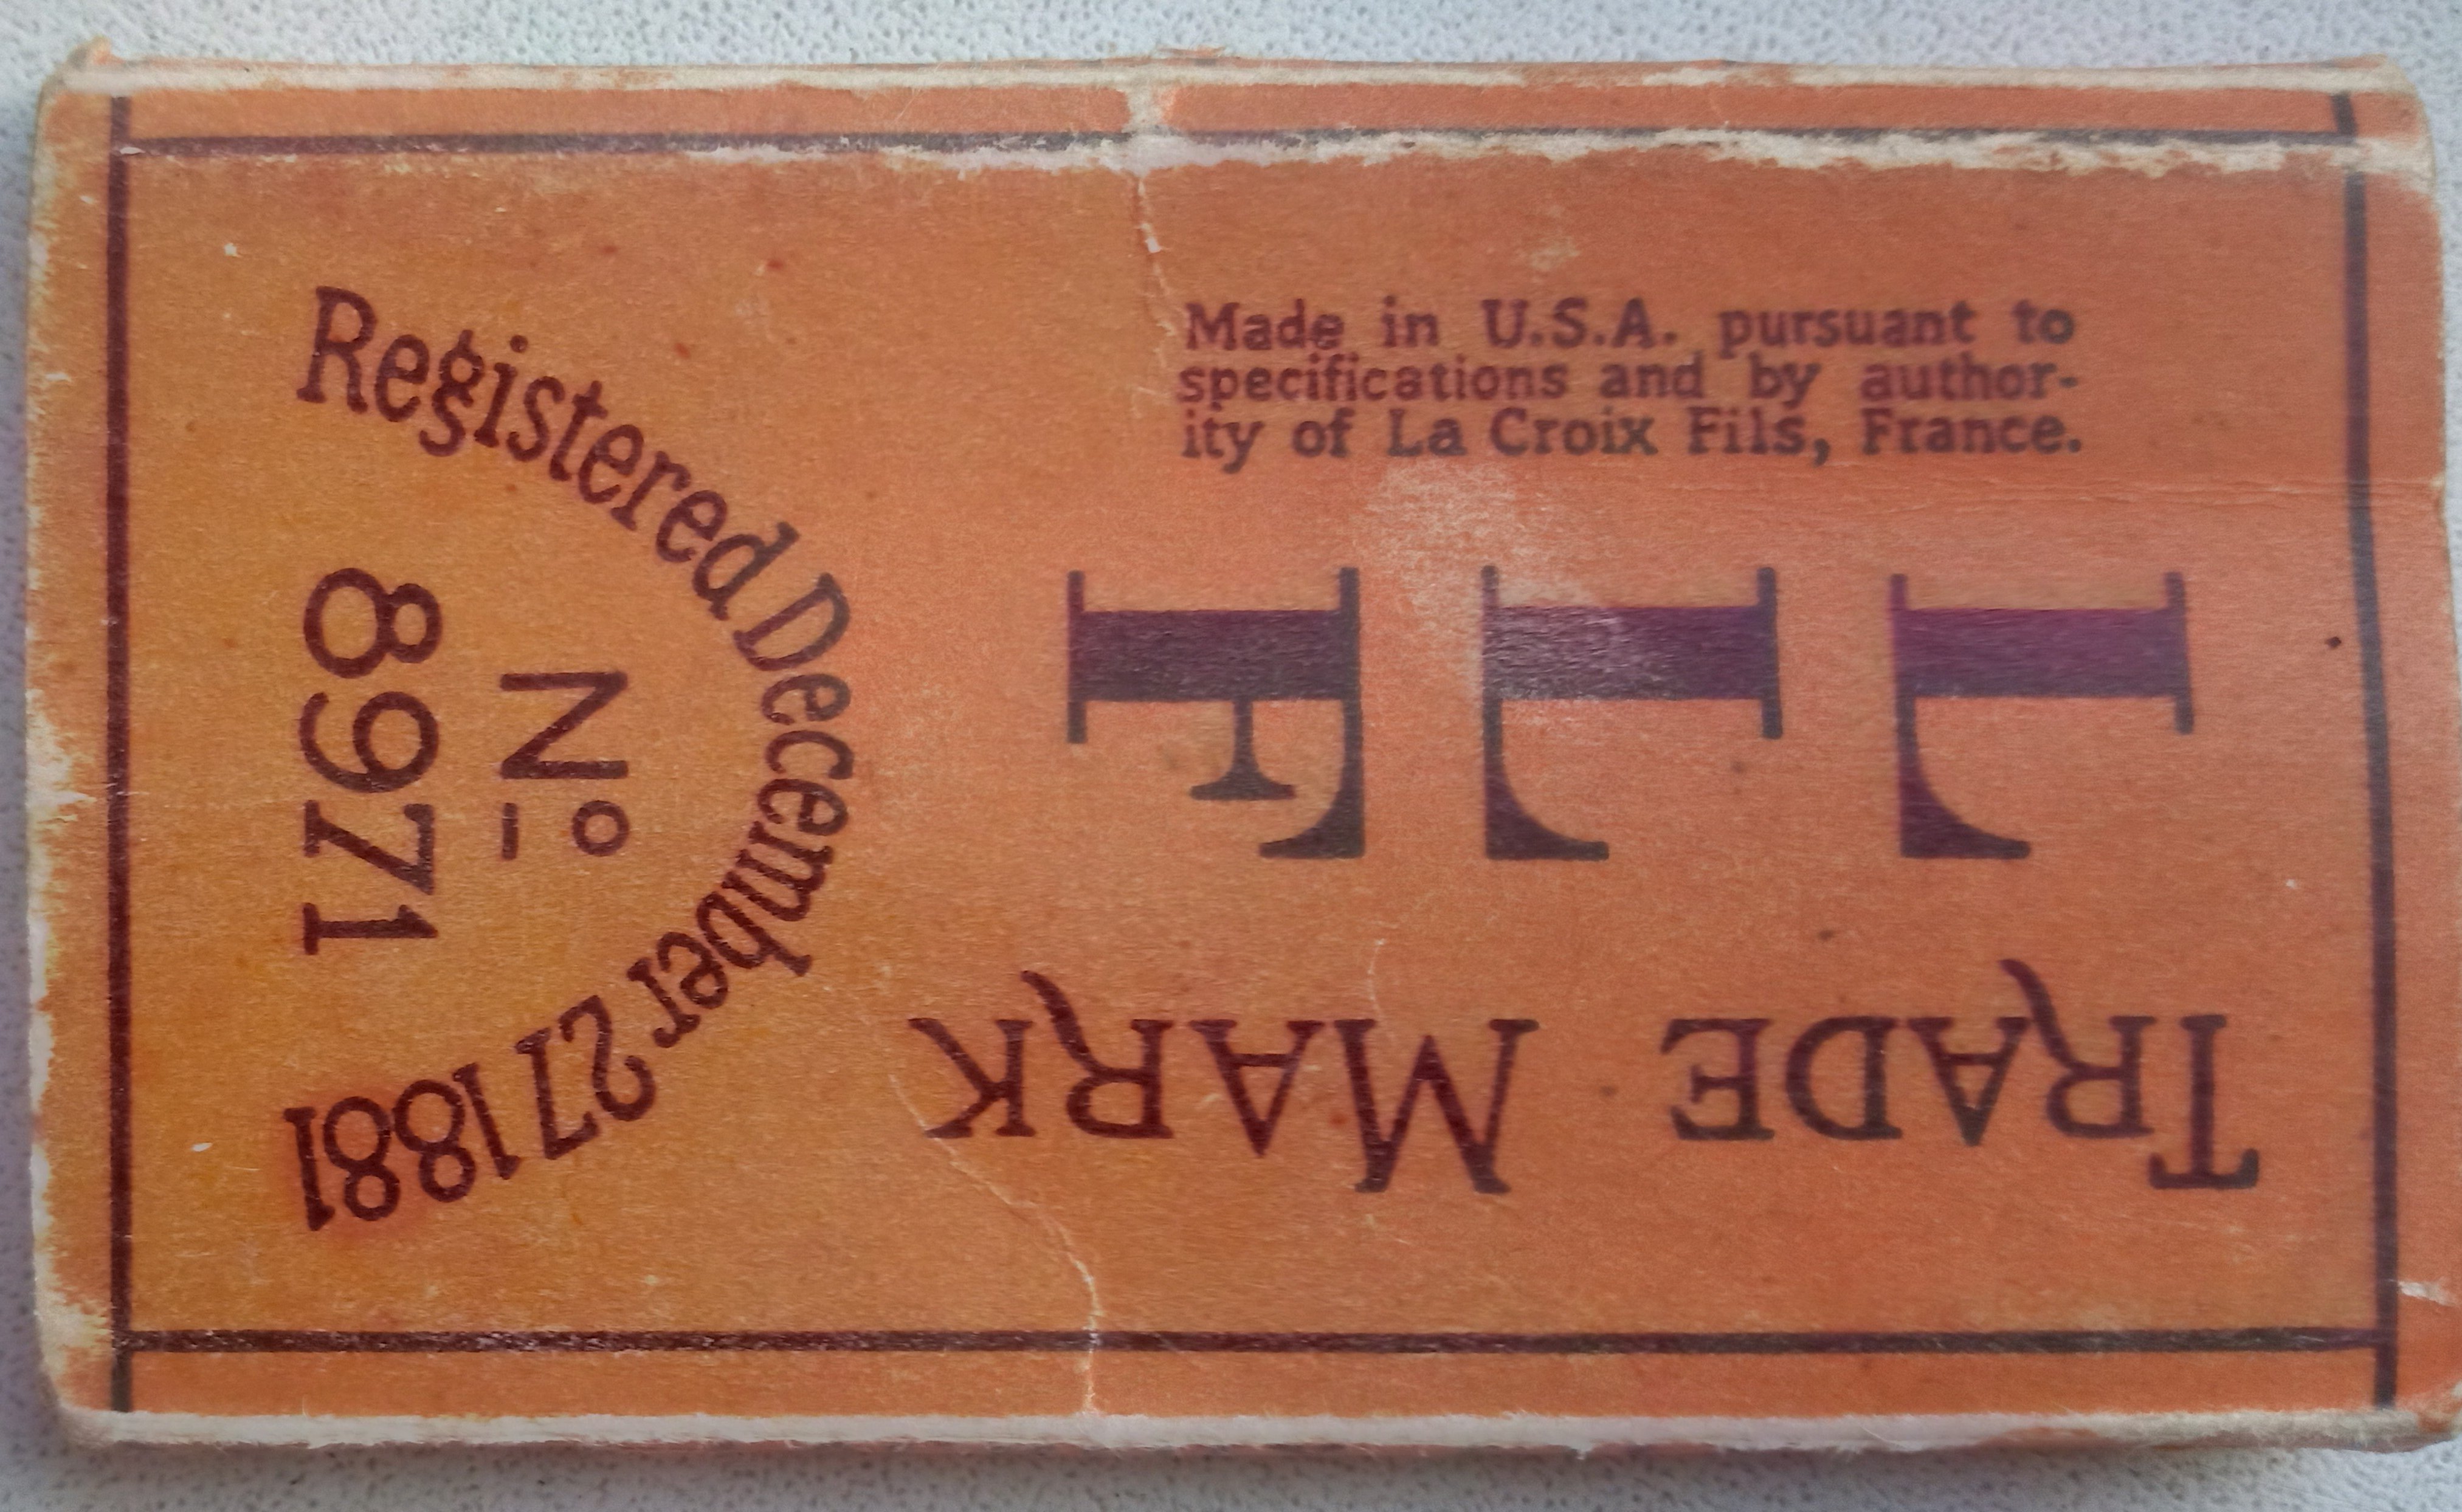 Made in U.S.A. pursuant to
specifications and by author-
ity of La Croix Fils, France.
TRADE MARK
L
L
F
Registered December 27 1881
Nº
8971